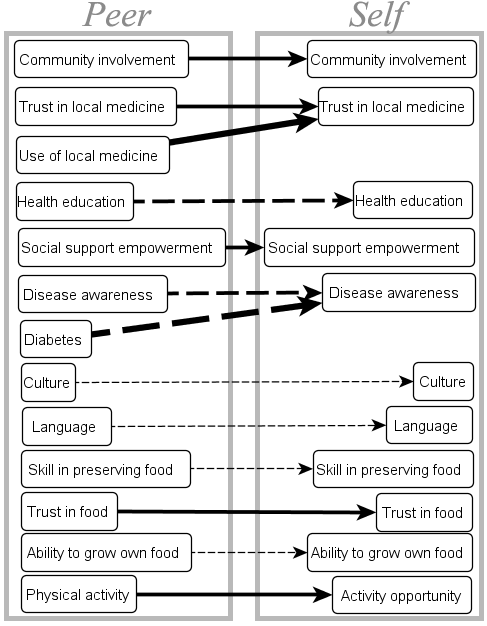 Peer Self
Community involvement Community involvement
Trust in local medicine Trust in local medicine
Use of local medicine
Health education Health education
Social support empowerment Social support empowerment
Disease awareness Disease awareness
Diabetes
Culture Culture
Language Language
Skill in preserving food Skill in preserving food
Trust in food Trust in food
Ability to grow own food Ability to grow own food
Physical activity Activity opportunity